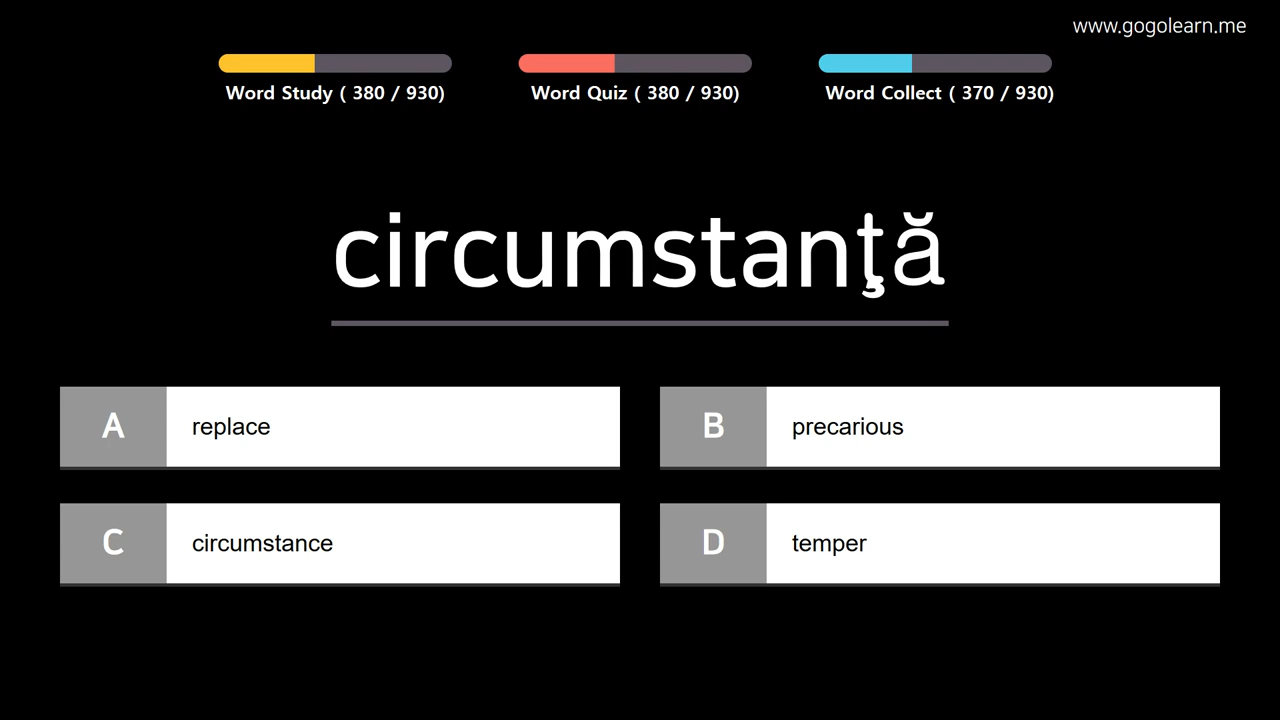 www.gogolearn.me
Word Study ( 380 / 930)
Word Quiz ( 380 / 930)
Word Collect ( 370 / 930)
circumstanţă
A replace
B precarious
C circumstance
D temper